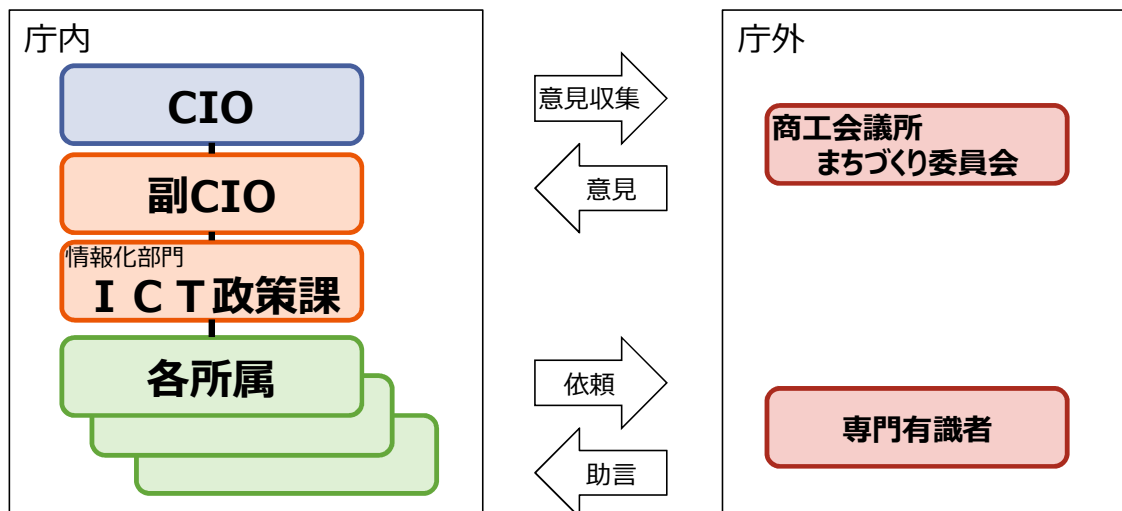 庁内
CIO
副CIO
情報化部門
ＩＣＴ政策課
各所属
意見収集
意見
依頼
助言
庁外
商工会議所
まちづくり委員会
専門有識者